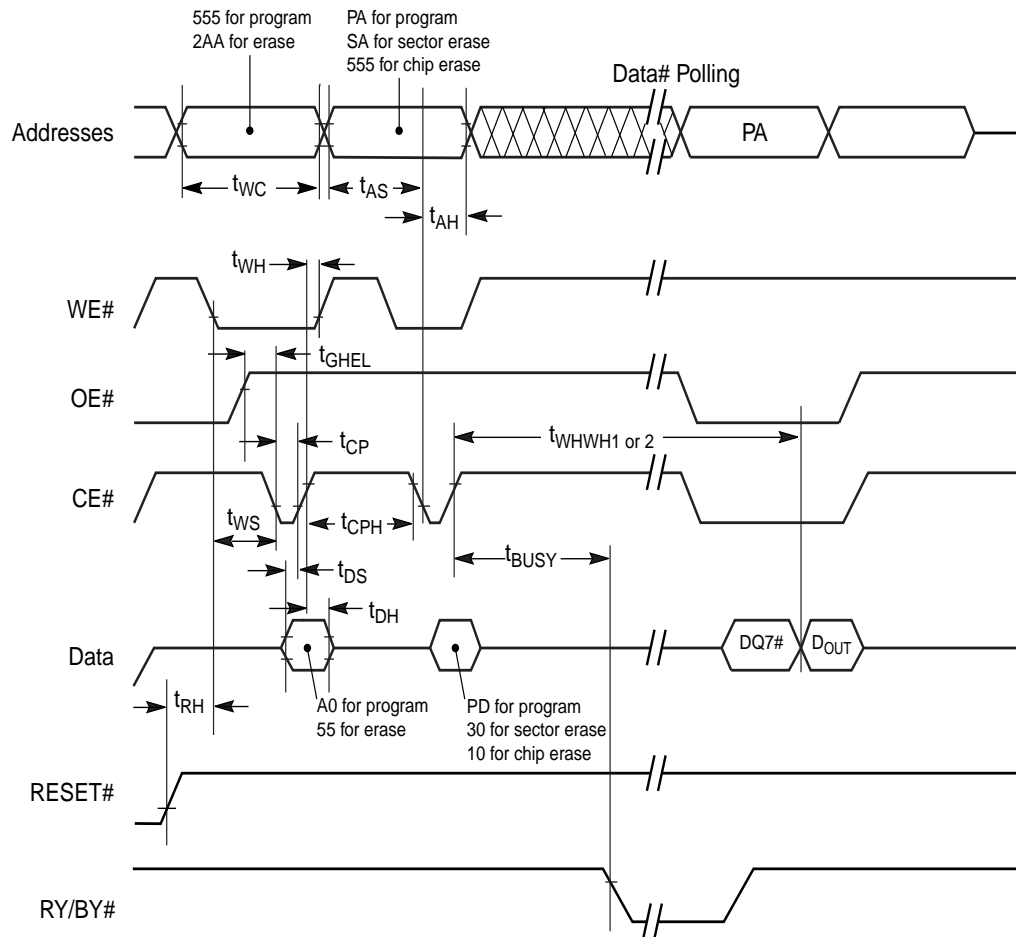 555 for program
2AA for erase
PA for program
SA for sector erase
555 for chip erase
Data# Polling
Addresses
PA
tWC
tAS
tAH
tWH
WE#
tGHEL
OE#
tWHWH1 or 2
tCP
CE#
tWS
tCPH
tBUSY
tDS
tDH
Data
DQ7#
DOUT
tRH
A0 for program
55 for erase
PD for program
30 for sector erase
10 for chip erase
RESET#
RY/BY#